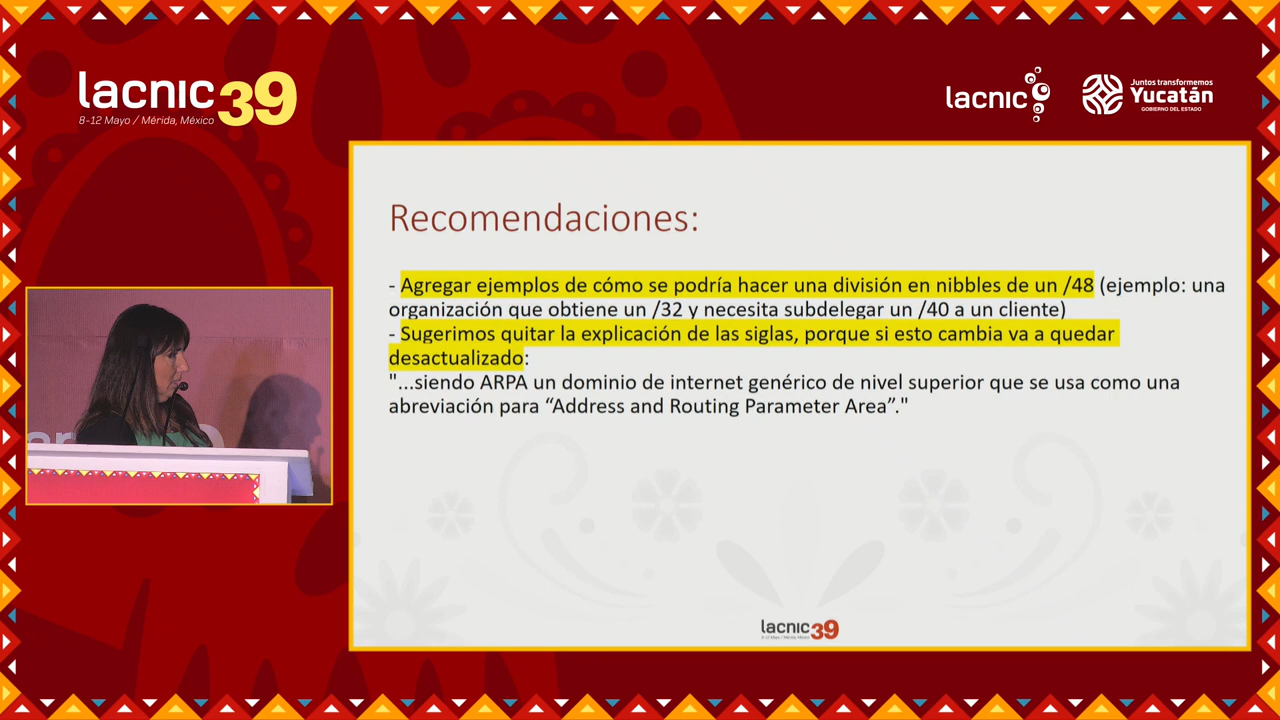 lacnic 39
8-12 Mayo / Mérida, México
lacnic
Juntos transformemos
Yucatán
GOBIERNO DEL ESTADO
Recomendaciones:
- Agregar ejemplos de cómo se podría hacer una división en nibbles de un /48 (ejemplo: una
organización que obtiene un /32 y necesita subdelegar un /40 a un cliente)
- Sugerimos quitar la explicación de las siglas, porque si esto cambia va a quedar
desactualizado:
"...siendo ARPA un dominio de internet genérico de nivel superior que se usa como una
abreviación para “Address and Routing Parameter Area”."
lacnic 39